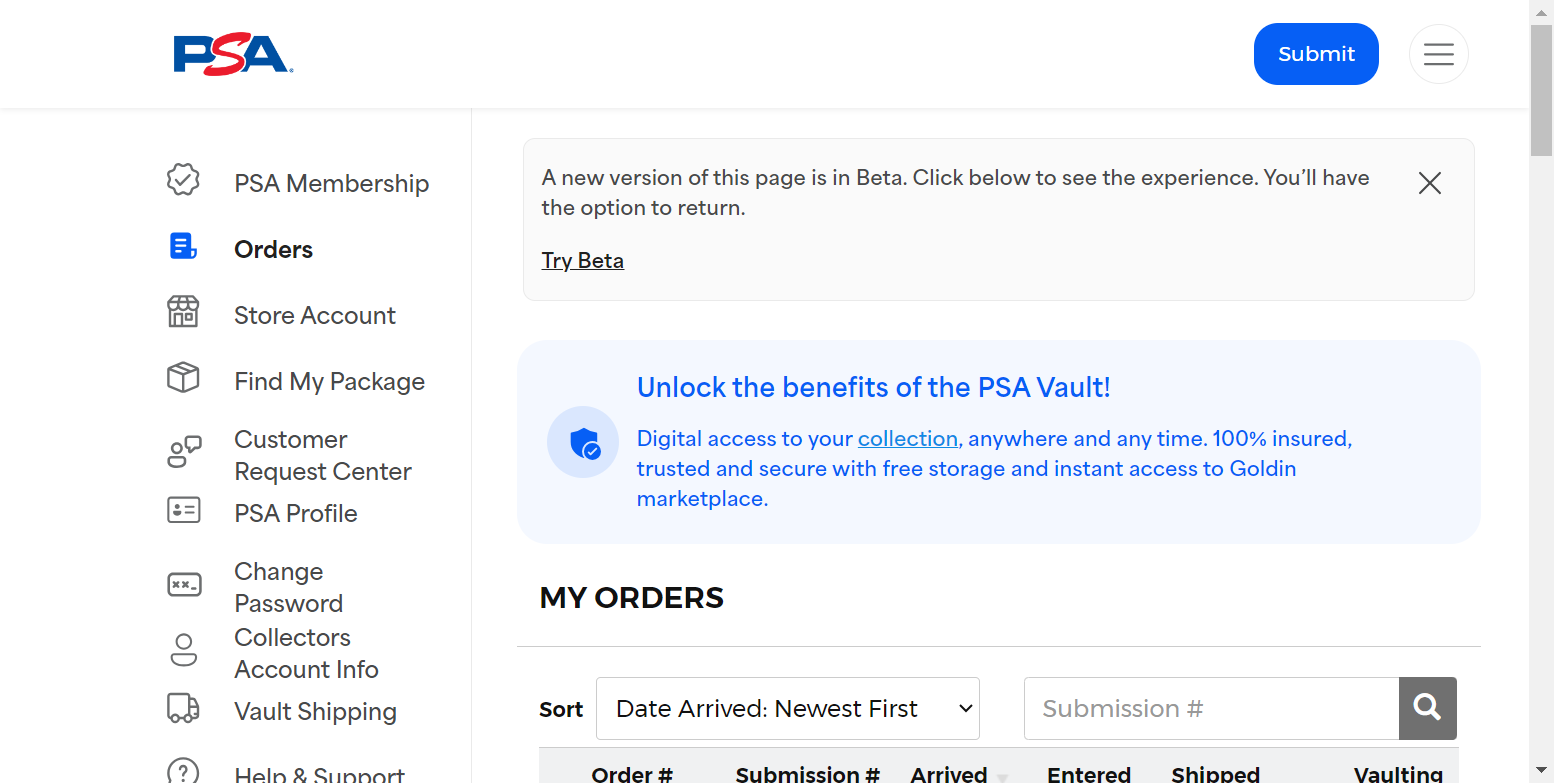 PSA
Submit
PSA Membership
Orders
Store Account
Find My Package
Customer
Request Center
PSA Profile
Change
Password
Collectors
Account Info
Vault Shipping
Help & Support
A new version of this page is in Beta. Click below to see the experience. You’ll have
the option to return.
Try Beta
Unlock the benefits of the PSA Vault!
Digital access to your collection, anywhere and any time. 100% insured,
trusted and secure with free storage and instant access to Goldin
marketplace.
MY ORDERS
Sort Date Arrived: Newest First Submission #
Order # Submission # Arrived Entered Shipped Vaulting